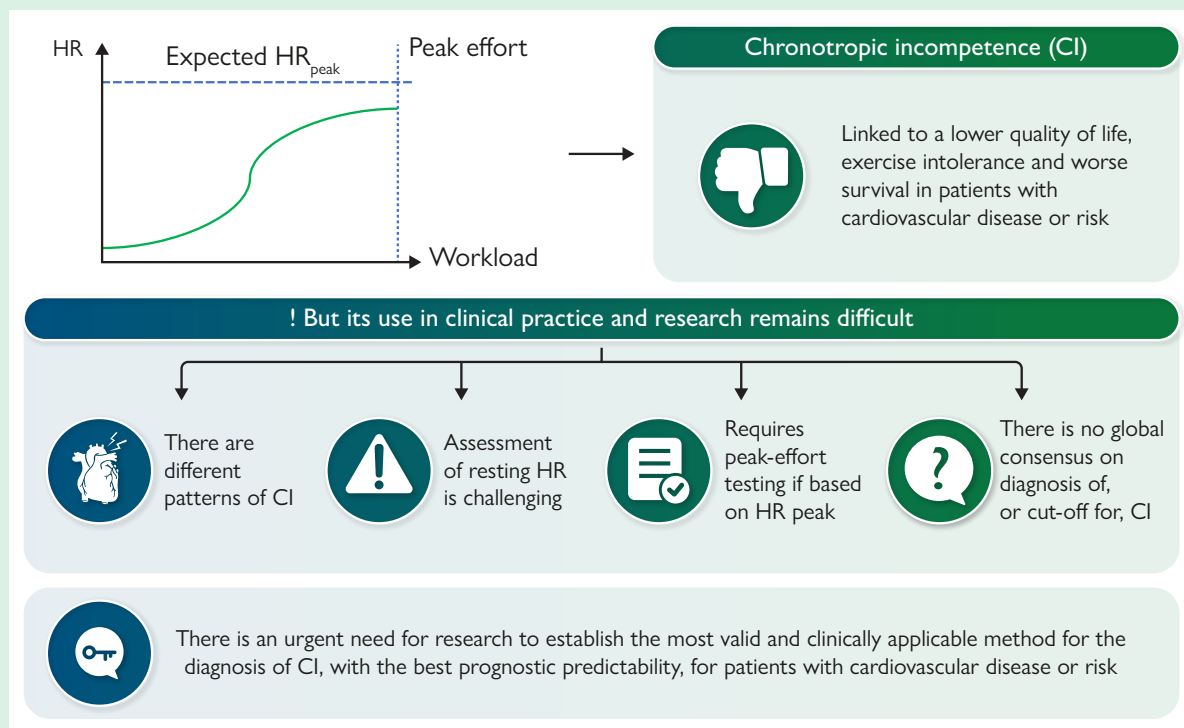 HR
Expected HRpeak
Peak effort
Workload
Chronotropic incompetence (CI)
Linked to a lower quality of life,
exercise intolerance and worse
survival in patients with
cardiovascular disease or risk
! But its use in clinical practice and research remains difficult
There are
different
patterns of CI
Assessment
of resting HR
is challenging
Requires
peak-effort
testing if based
on HR peak
?
There is no global
consensus on
diagnosis of,
or cut-off for, CI
There is an urgent need for research to establish the most valid and clinically applicable method for the
diagnosis of CI, with the best prognostic predictability, for patients with cardiovascular disease or risk